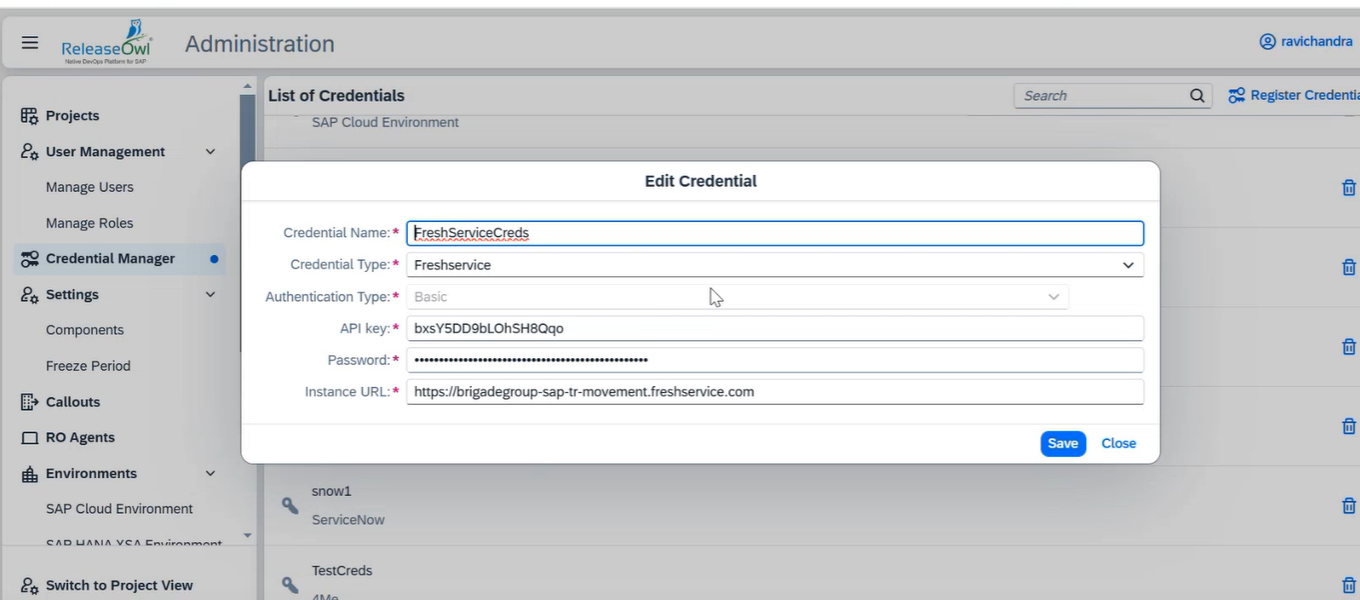 ReleaseOwl
Native DevOps Platform for SAP
Administration
ravichandra
Projects
User Management
Manage Users
Manage Roles
Credential Manager
Settings
Components
Freeze Period
Callouts
RO Agents
Environments
SAP Cloud Environment
SAP HANA XSA Environment
Switch to Project View
List of Credentials
Search
Register Credentia
SAP Cloud Environment
Edit Credential
Credential Name:* FreshServiceCreds
Credential Type:* Freshservice
Authentication Type:* Basic
API key:* bxsY5DD9bLOhSH8Qqo
Password:* ••••••••••••••••••••••••••••••••••••••••••••••••
Instance URL:* https://brigadegroup-sap-tr-movement.freshservice.com
Save
Close
snow1
ServiceNow
TestCreds
4Me